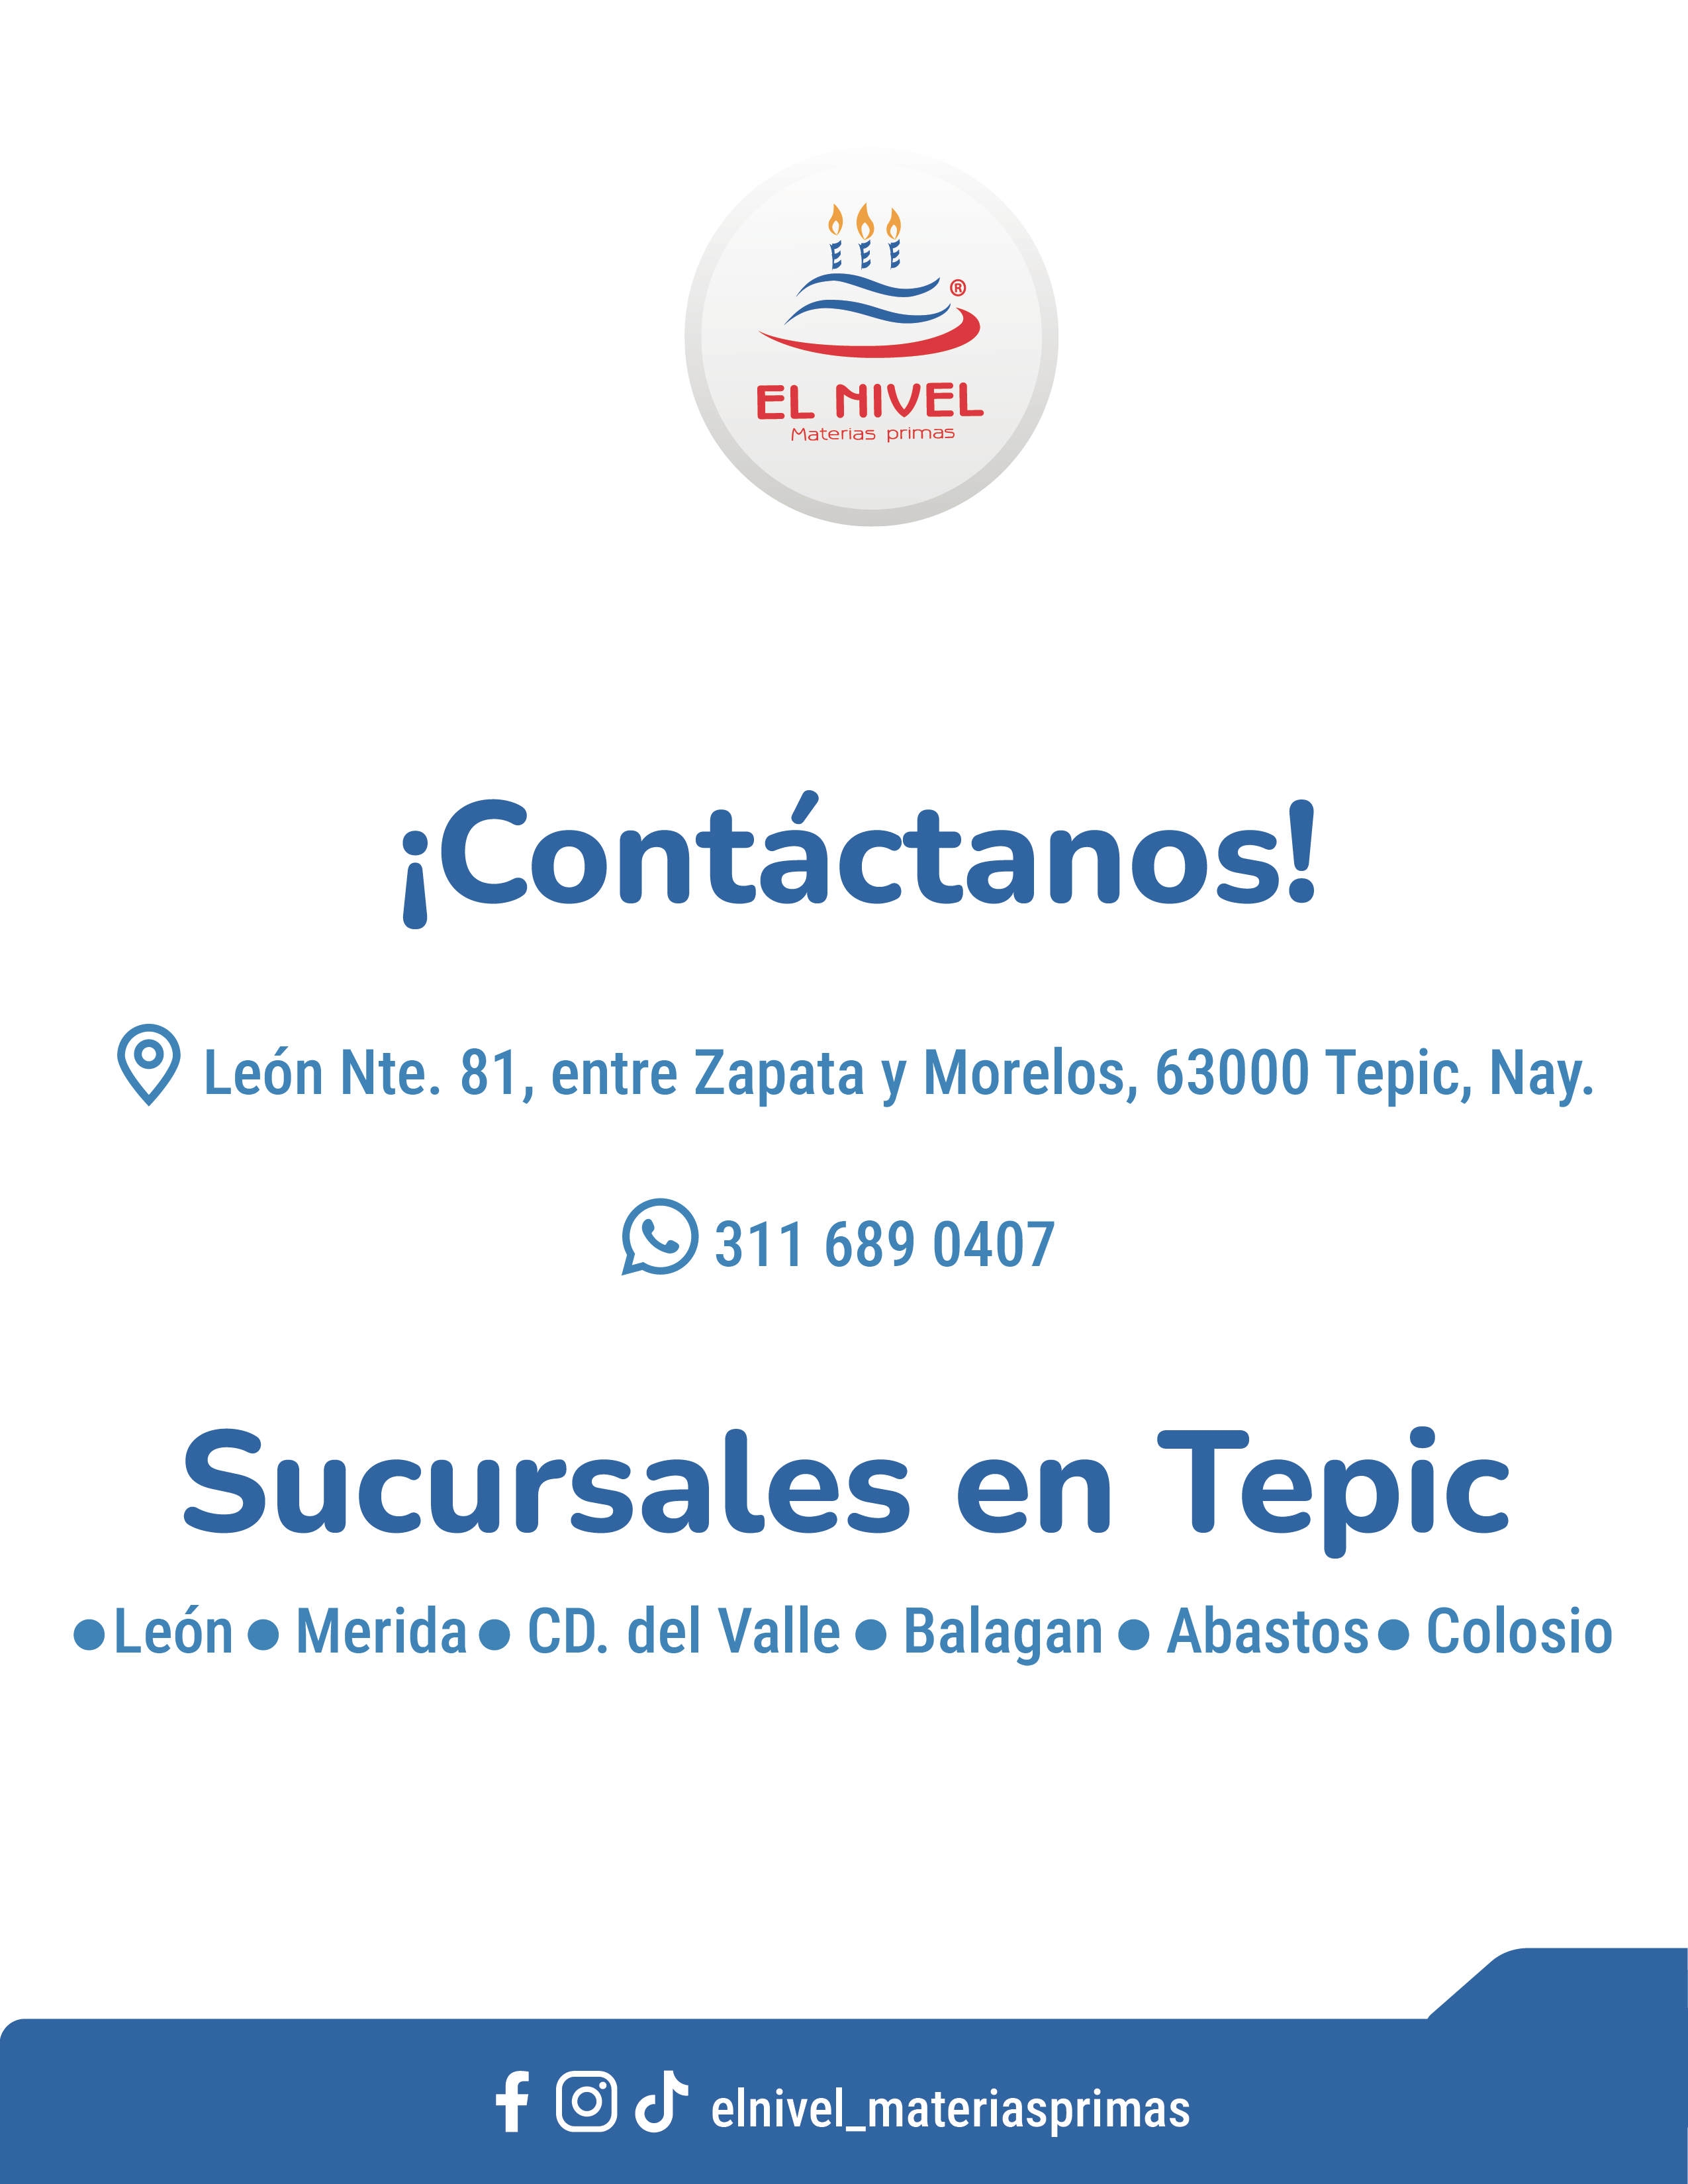 ®
EL NIVEL
Materias primas
¡Contáctanos!
León Nte. 81, entre Zapata y Morelos, 63000 Tepic, Nay.
311 689 0407
Sucursales en Tepic
● León ● Merida ● CD. del Valle ● Balagan ● Abastos ● Colosio
elnivel_materiasprimas